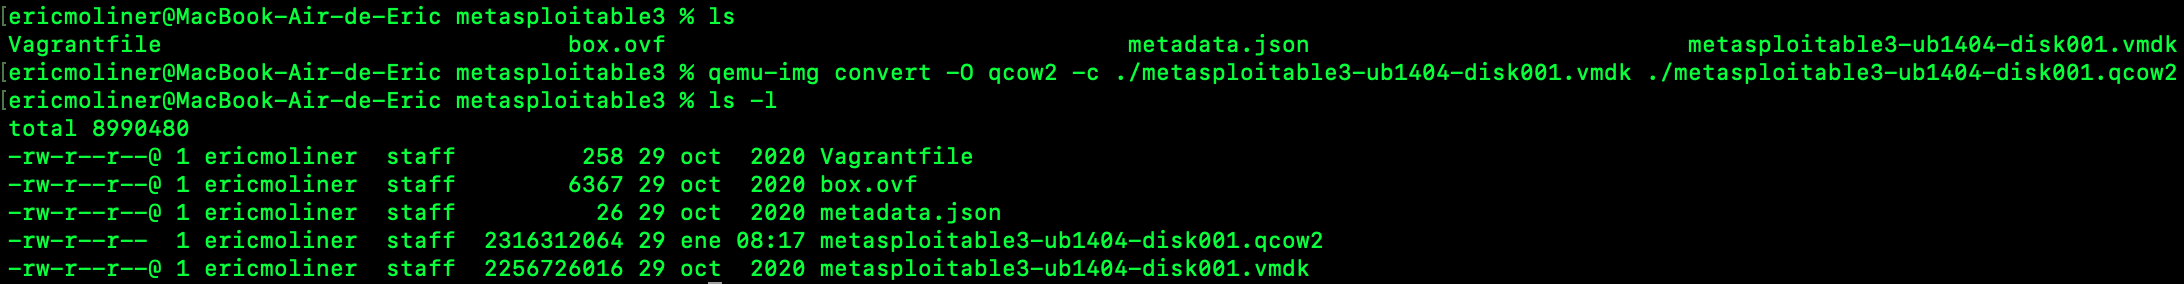 [ericmoliner@MacBook-Air-de-Eric metasploitable3 % ls
Vagrantfile box.ovf metadata.json metasploitable3-ub1404-disk001.vmdk
[ericmoliner@MacBook-Air-de-Eric metasploitable3 % qemu-img convert -O qcow2 -c ./metasploitable3-ub1404-disk001.vmdk ./metasploitable3-ub1404-disk001.qcow2
[ericmoliner@MacBook-Air-de-Eric metasploitable3 % ls -l
total 8990480
-rw-r--r--@ 1 ericmoliner staff 258 29 oct 2020 Vagrantfile
-rw-r--r--@ 1 ericmoliner staff 6367 29 oct 2020 box.ovf
-rw-r--r--@ 1 ericmoliner staff 26 29 oct 2020 metadata.json
-rw-r--r-- 1 ericmoliner staff 2316312064 29 ene 08:17 metasploitable3-ub1404-disk001.qcow2
-rw-r--r--@ 1 ericmoliner staff 2256726016 29 oct 2020 metasploitable3-ub1404-disk001.vmdk